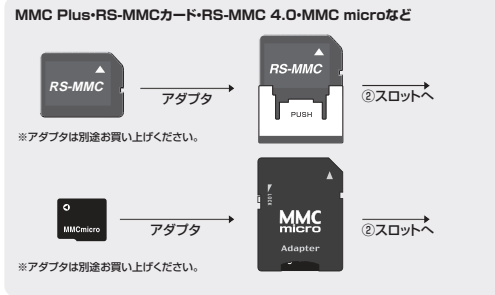 MMC Plus・RS-MMCカード・RS-MMC 4.0・MMC microなど
RS-MMC
アダプタ
RS-MMC
PUSH
②スロットへ
※アダプタは別途お買い上げください。
MMCmicro
アダプタ
LOCK
MMC
micro
Adapter
②スロットへ
※アダプタは別途お買い上げください。